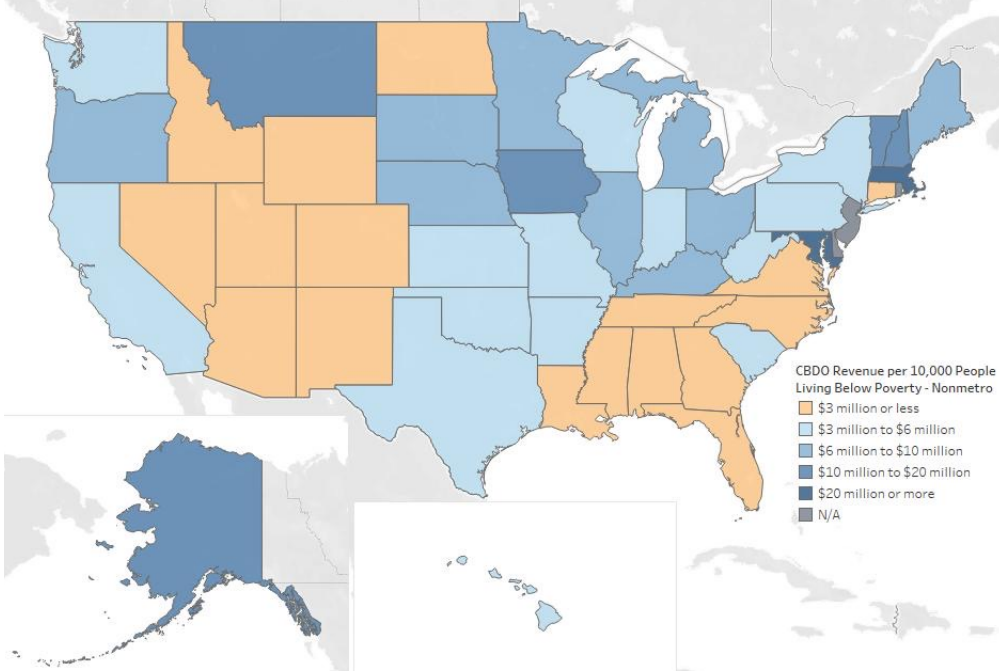 CBDO Revenue per 10,000 People
Living Below Poverty - Nonmetro
$3 million or less
$3 million to $6 million
$6 million to $10 million
$10 million to $20 million
$20 million or more
N/A